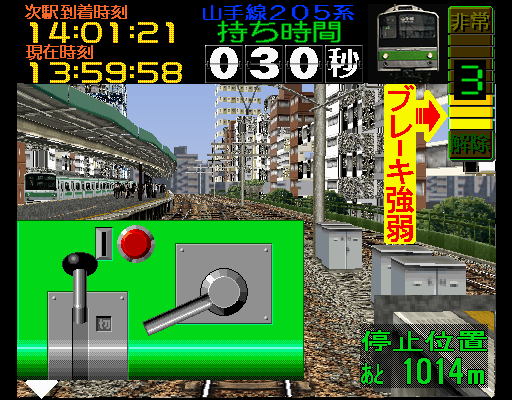 次駅到着時刻
14:01:21
現在時刻
13:59:58
山手線205系
持ち時間
030秒
非常
3
解除
ブレーキ強弱
切
停止位置
あと 1014m